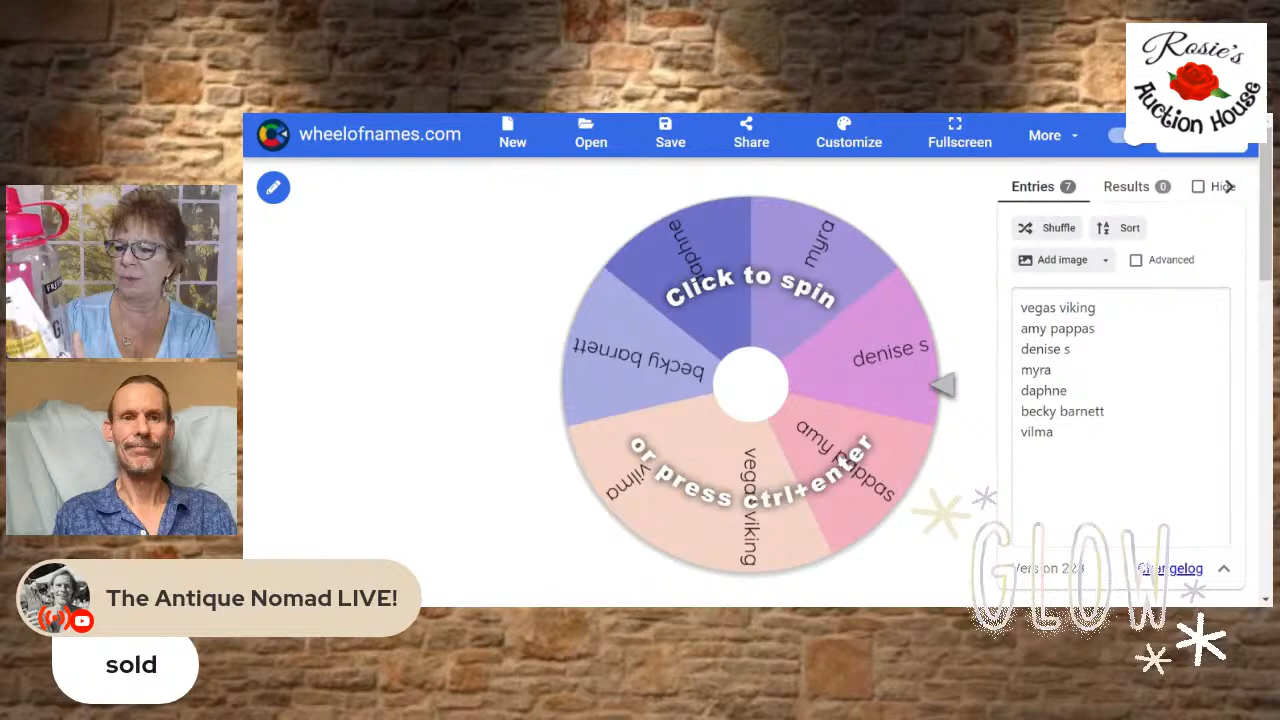 Rosie's
Auction House
wheelofnames.com
New
Open
Save
Share
Customize
Fullscreen
More
Entries 7
Results 0
Shuffle
Sort
Add image
Advanced
vegas viking
amy pappas
denise s
myra
daphne
becky barnett
vilma
Changelog
daphne
myra
denise s
amy pappas
vegas viking
vilma
becky barnett
Click to spin
or press ctrl+enter
GLOW
The Antique Nomad LIVE!
sold